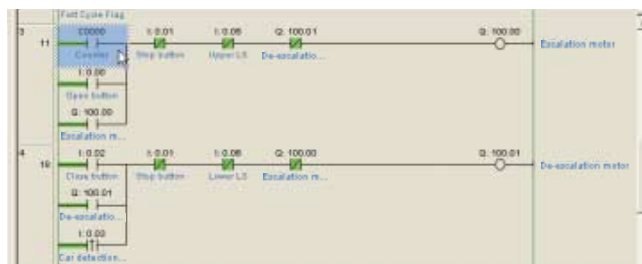 First Cycle Flag
3
11
C0000 I: 0.01 I: 0.05 Q: 100.01 Q: 100.00
Counter Stop button Upper LS De-escalatio... Escalation motor
I: 0.00
Open button
Q: 100.00
Escalation m...
4
18
I: 0.02 I: 0.01 I: 0.06 Q: 100.00 Q: 100.01
Close button Stop button Lower LS Escalation m... De-escalation motor
Q: 100.01
De-escalatio...
I: 0.03
Car detection...